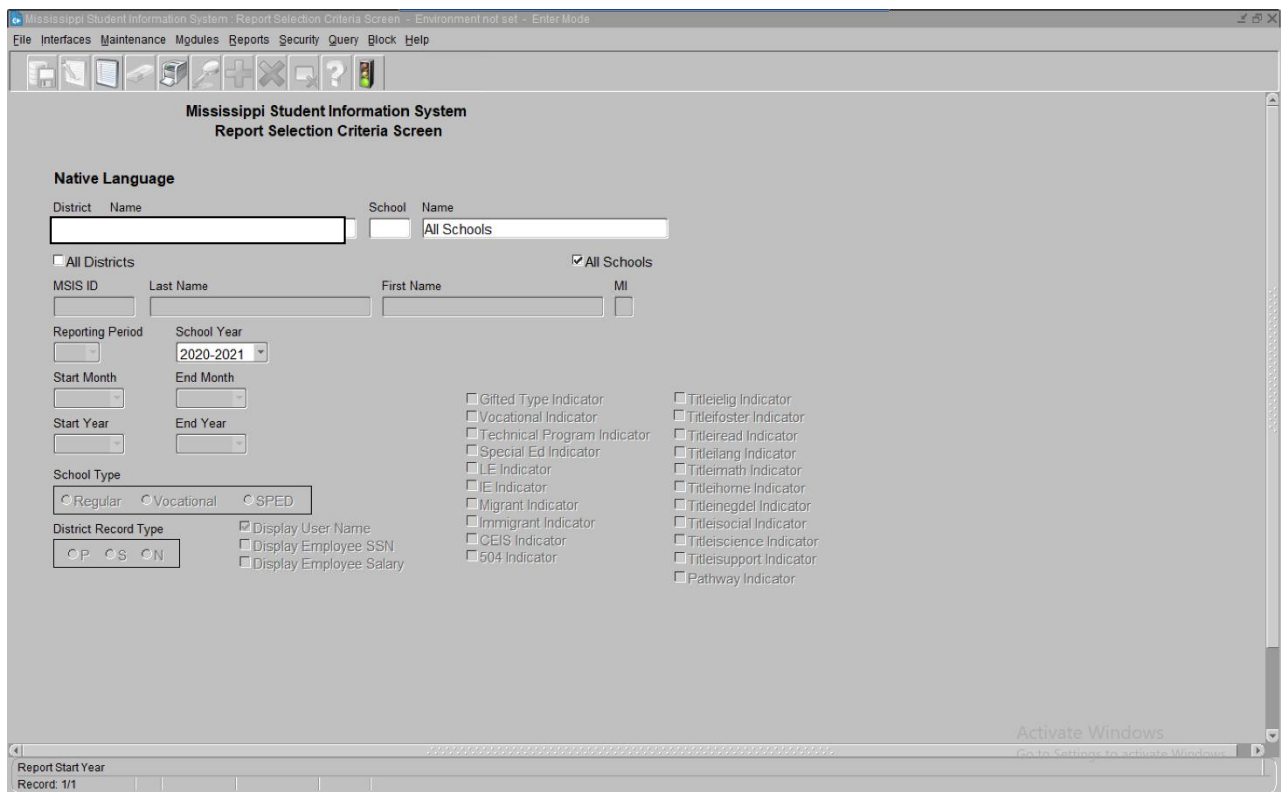 Mississippi Student Information System : Report Selection Criteria Screen - Environment not set - Enter Mode
File Interfaces Maintenance Modules Reports Security Query Block Help
Mississippi Student Information System
Report Selection Criteria Screen
Native Language
District Name School Name
All Schools
All Districts All Schools
MSIS ID Last Name First Name MI
Reporting Period School Year
2020-2021
Start Month End Month
Gifted Type Indicator Titleielig Indicator
Vocational Indicator Titleifoster Indicator
Start Year End Year
Technical Program Indicator Titleiread Indicator
Special Ed Indicator Titleilang Indicator
LE Indicator Titleimath Indicator
School Type
IE Indicator Titleihome Indicator
Regular Vocational SPED
Migrant Indicator Titleinegdel Indicator
Immigrant Indicator Titleisocial Indicator
District Record Type Display User Name
CEIS Indicator Titleiscience Indicator
P S N Display Employee SSN
504 Indicator Titleisupport Indicator
Display Employee Salary
Pathway Indicator
Activate Windows
Go to Settings to activate Windows.
Report Start Year
Record: 1/1